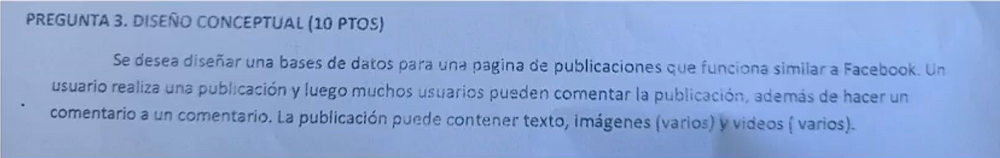 PREGUNTA 3. DISEÑO CONCEPTUAL (10 PTOS)
Se desea diseñar una bases de datos para una pagina de publicaciones que funciona similar a Facebook. Un
usuario realiza una publicación y luego muchos usuarios pueden comentar la publicación, además de hacer un
comentario a un comentario. La publicación puede contener texto, imágenes (varios) y videos ( varios).